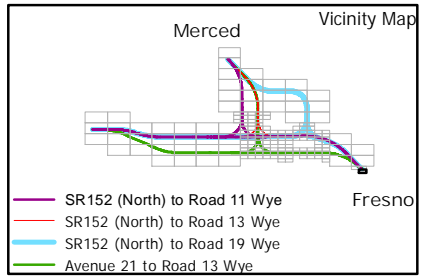 Vicinity Map
Merced
Fresno
SR152 (North) to Road 11 Wye
SR152 (North) to Road 13 Wye
SR152 (North) to Road 19 Wye
Avenue 21 to Road 13 Wye